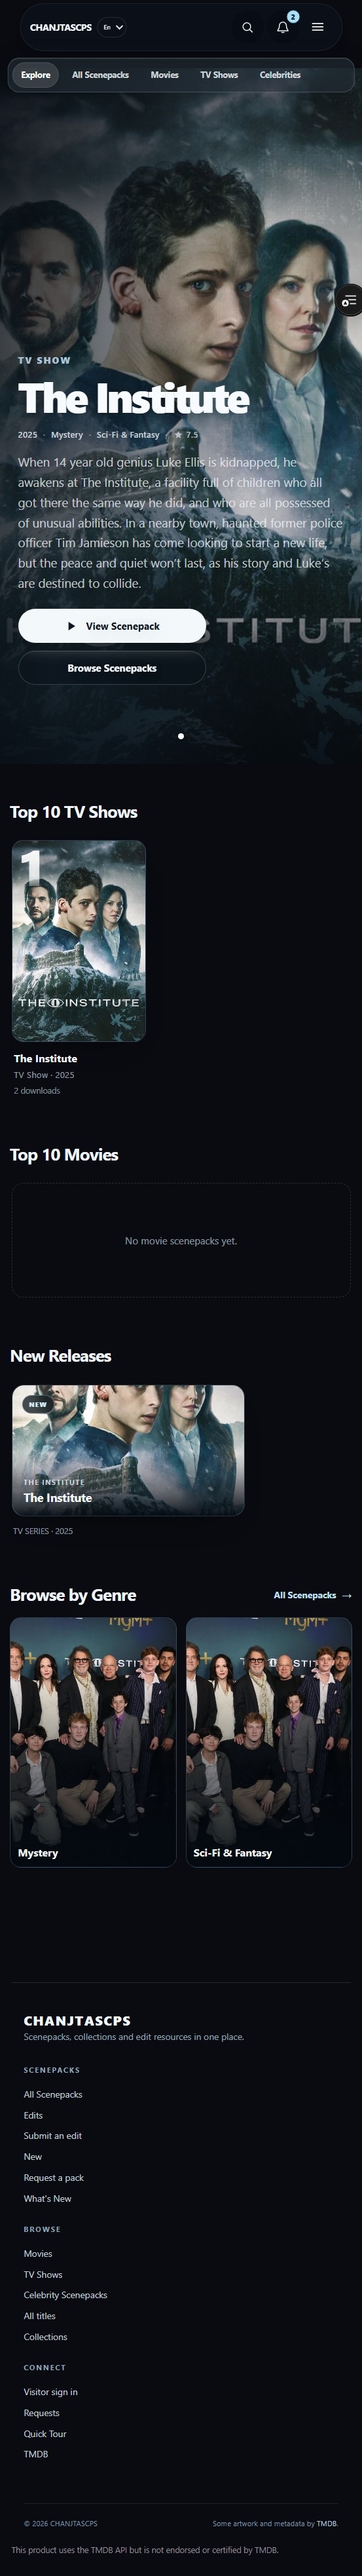 CHANJTASCPS
En
2
Explore
All Scenepacks
Movies
TV Shows
Celebrities
TV SHOW
The Institute
2025 · Mystery · Sci-Fi & Fantasy · ★ 7.5
When 14 year old genius Luke Ellis is kidnapped, he
awakens at The Institute, a facility full of children who all
got there the same way he did, and who are all possessed
of unusual abilities. In a nearby town, haunted former police
officer Tim Jamieson has come looking to start a new life,
but the peace and quiet won't last, as his story and Luke's
are destined to collide.
View Scenepack
Browse Scenepacks
Top 10 TV Shows
1
THE INSTITUTE
The Institute
TV Show · 2025
2 downloads
Top 10 Movies
No movie scenepacks yet.
New Releases
NEW
THE INSTITUTE
The Institute
TV SERIES · 2025
Browse by Genre
All Scenepacks →
MGM+
MGM+
Mystery
Sci-Fi & Fantasy
CHANJTASCPS
Scenepacks, collections and edit resources in one place.
SCENEPACKS
All Scenepacks
Edits
Submit an edit
New
Request a pack
What's New
BROWSE
Movies
TV Shows
Celebrity Scenepacks
All titles
Collections
CONNECT
Visitor sign in
Requests
Quick Tour
TMDB
© 2026 CHANJTASCPS
Some artwork and metadata by TMDB.
This product uses the TMDB API but is not endorsed or certified by TMDB.